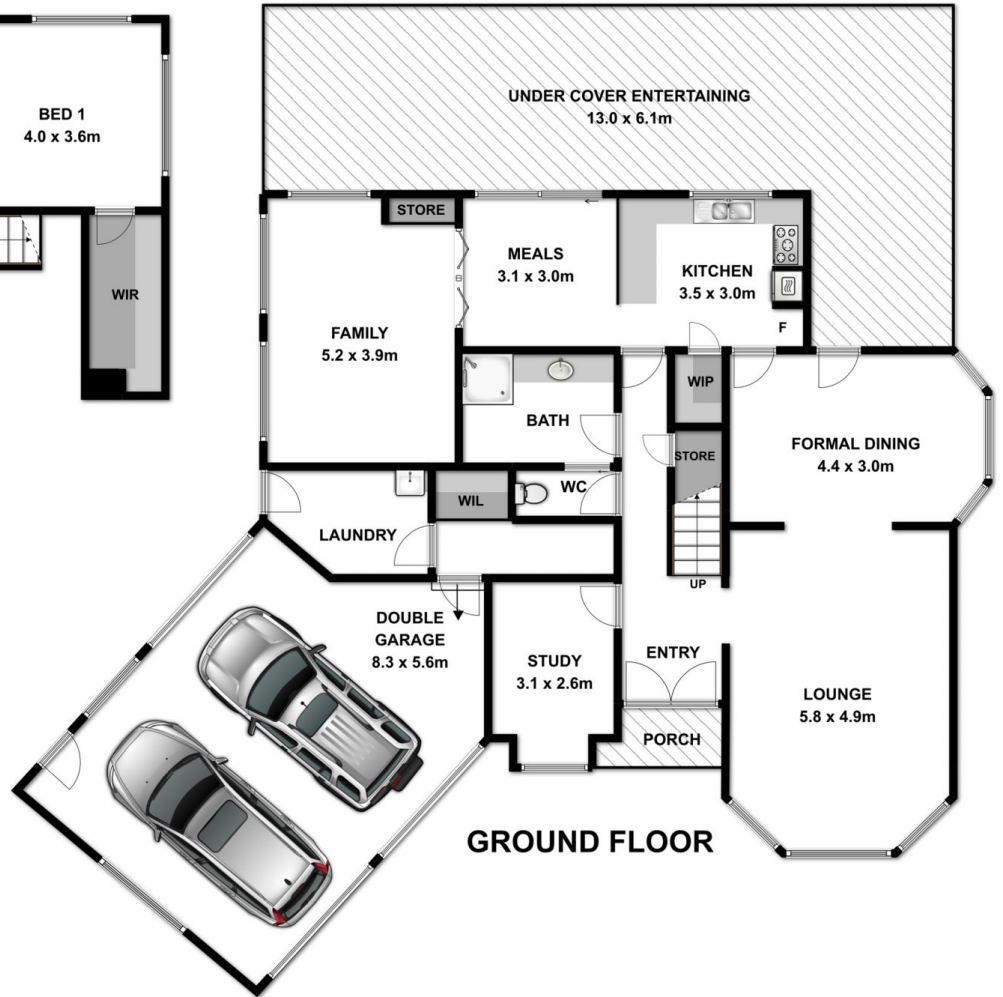 BED 1
4.0 x 3.6m
WIR
UNDER COVER ENTERTAINING
13.0 x 6.1m
STORE
MEALS
3.1 x 3.0m
KITCHEN
3.5 x 3.0m
F
FAMILY
5.2 x 3.9m
WIP
BATH
FORMAL DINING
4.4 x 3.0m
STORE
WC
WIL
LAUNDRY
UP
DOUBLE
GARAGE
8.3 x 5.6m
STUDY
3.1 x 2.6m
ENTRY
PORCH
LOUNGE
5.8 x 4.9m
GROUND FLOOR